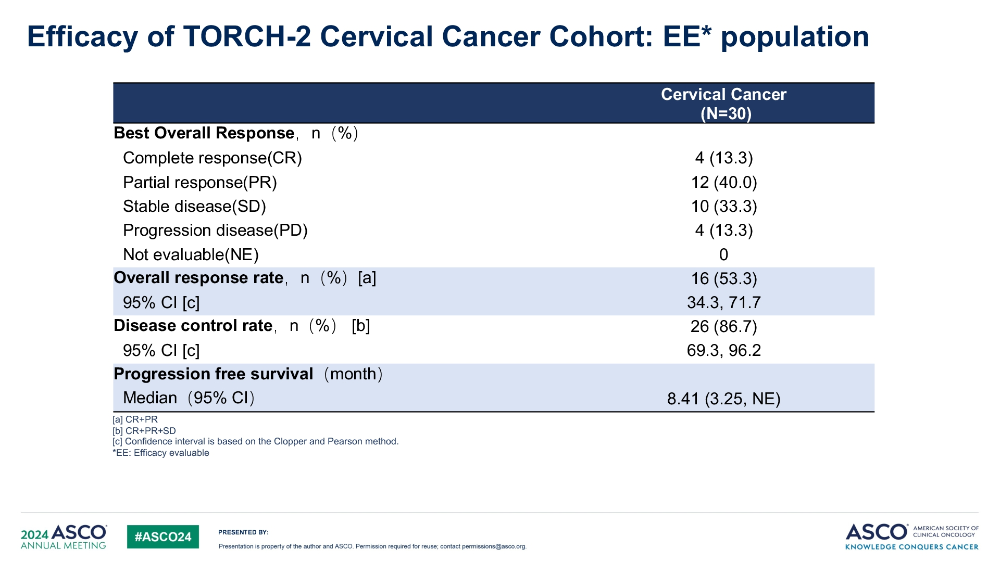 Efficacy of TORCH-2 Cervical Cancer Cohort: EE* population
Cervical Cancer
(N=30)
Best Overall Response，n（%）
Complete response(CR) 4 (13.3)
Partial response(PR) 12 (40.0)
Stable disease(SD) 10 (33.3)
Progression disease(PD) 4 (13.3)
Not evaluable(NE) 0
Overall response rate，n（%）[a] 16 (53.3)
95% CI [c] 34.3, 71.7
Disease control rate，n（%） [b] 26 (86.7)
95% CI [c] 69.3, 96.2
Progression free survival（month）
Median（95% CI） 8.41 (3.25, NE)
[a] CR+PR
[b] CR+PR+SD
[c] Confidence interval is based on the Clopper and Pearson method.
*EE: Efficacy evaluable
2024 ASCO
ANNUAL MEETING
#ASCO24
PRESENTED BY:
Presentation is property of the author and ASCO. Permission required for reuse; contact permissions@asco.org.
ASCO AMERICAN SOCIETY OF
CLINICAL ONCOLOGY
KNOWLEDGE CONQUERS CANCER